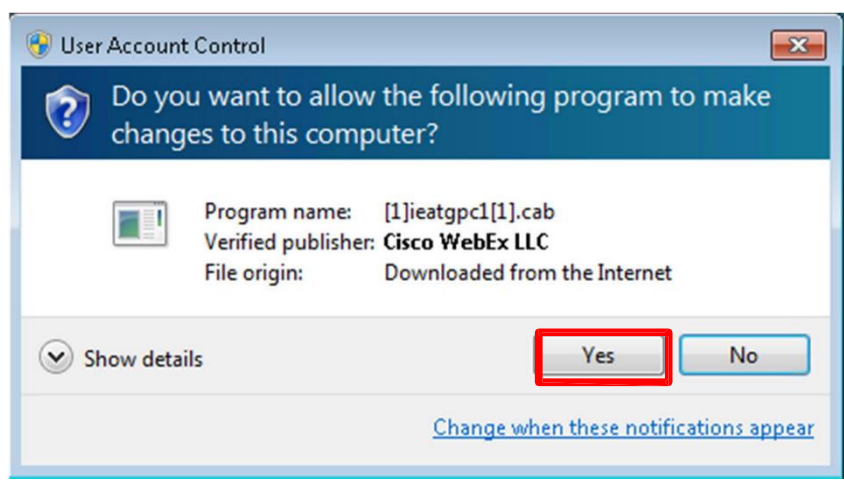 User Account Control
Do you want to allow the following program to make
changes to this computer?
Program name: [1]ieatgpc1[1].cab
Verified publisher: Cisco WebEx LLC
File origin: Downloaded from the Internet
Show details
Yes
No
Change when these notifications appear